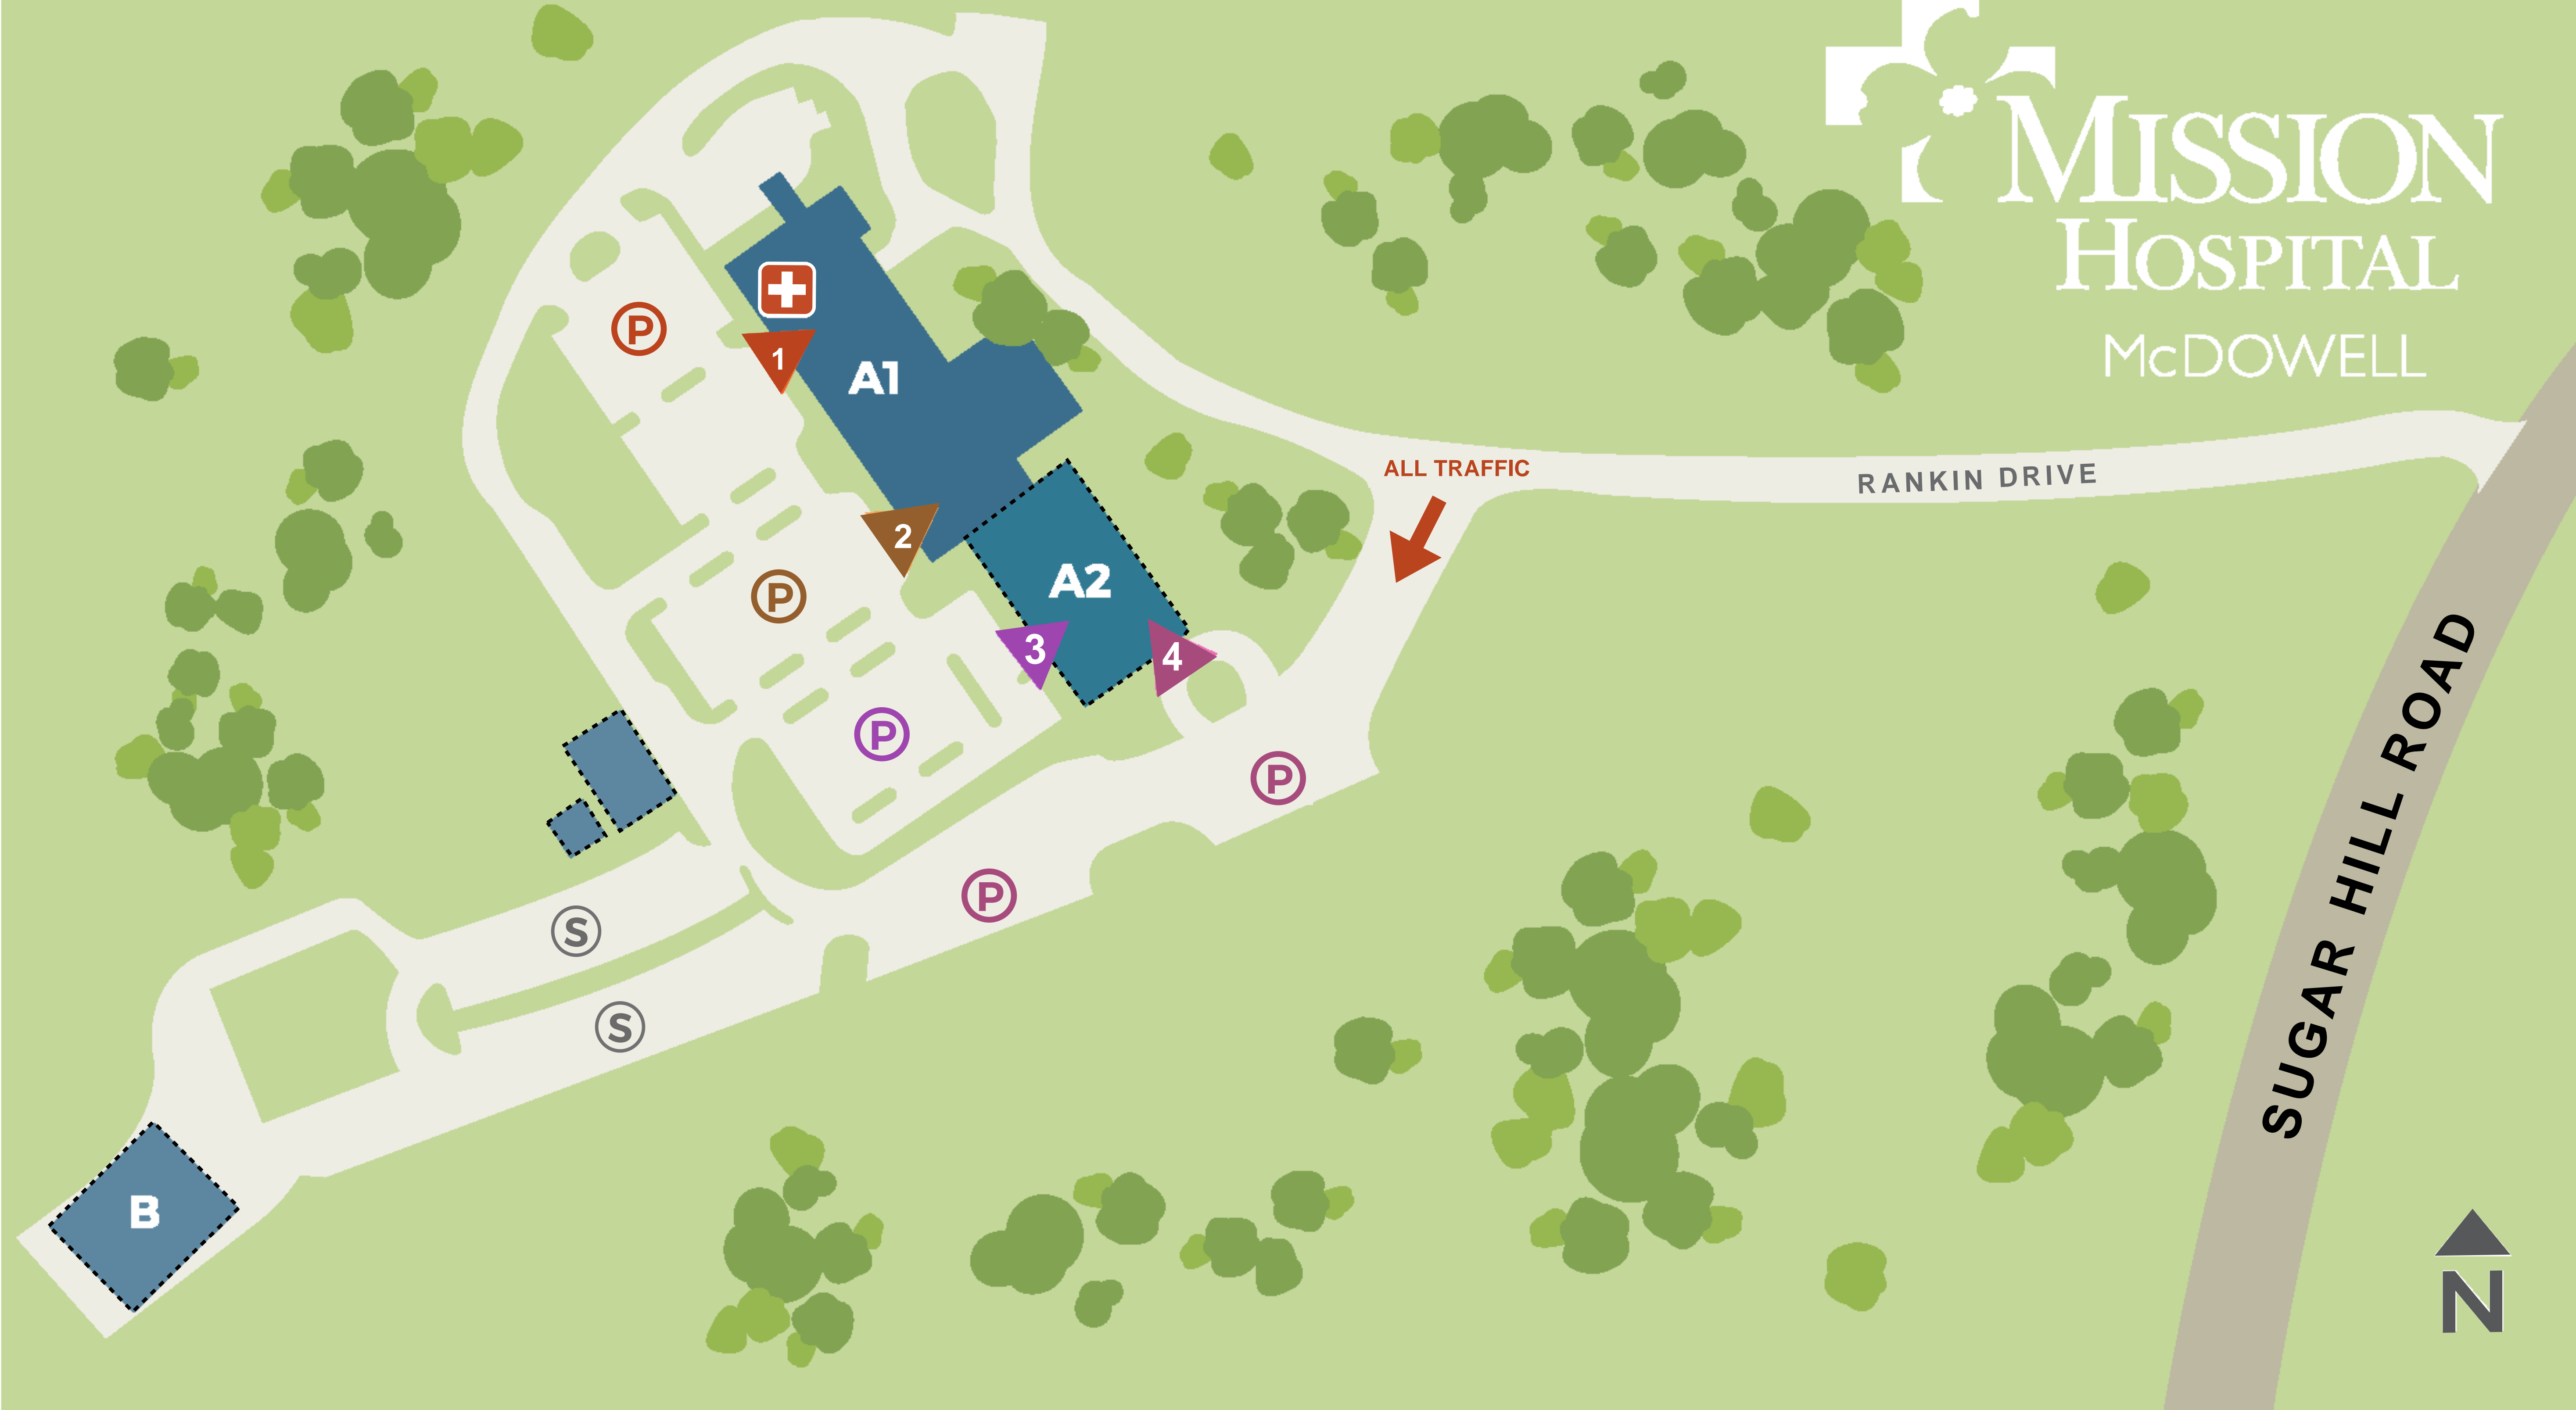 MISSION
HOSPITAL
McDOWELL
P
1
A1
ALL TRAFFIC
RANKIN DRIVE
2
A2
P
3
4
P
P
P
S
S
B
SUGAR HILL ROAD
N